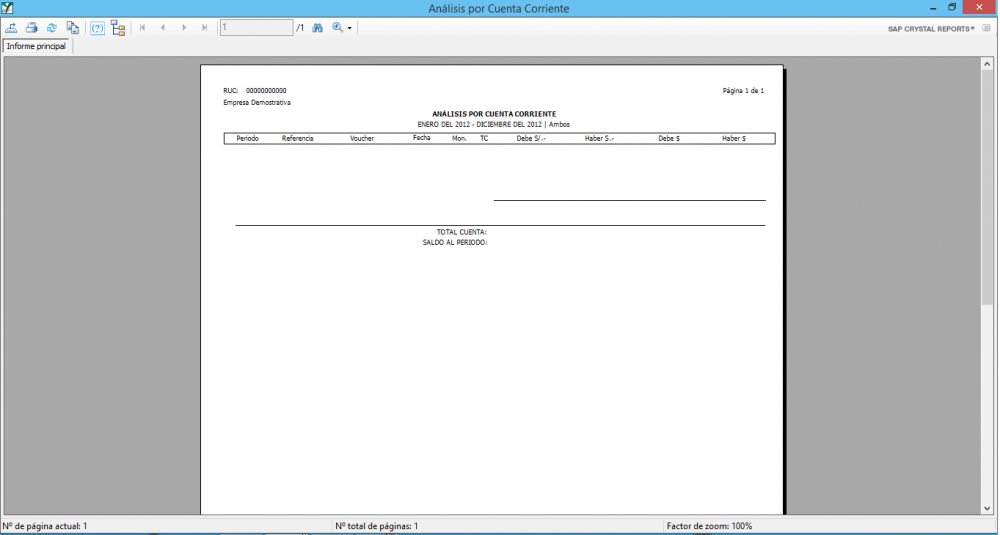 Análisis por Cuenta Corriente
1 /1 SAP CRYSTAL REPORTS®
Informe principal
RUC: 00000000000 Página 1 de 1
Empresa Demostrativa
ANÁLISIS POR CUENTA CORRIENTE
ENERO DEL 2012 - DICIEMBRE DEL 2012 | Ambos
Periodo Referencia Voucher Fecha Mon. TC Debe S/.- Haber S.- Debe $ Haber $
TOTAL CUENTA:
SALDO AL PERIODO:
Nº de página actual: 1 Nº total de páginas: 1 Factor de zoom: 100%